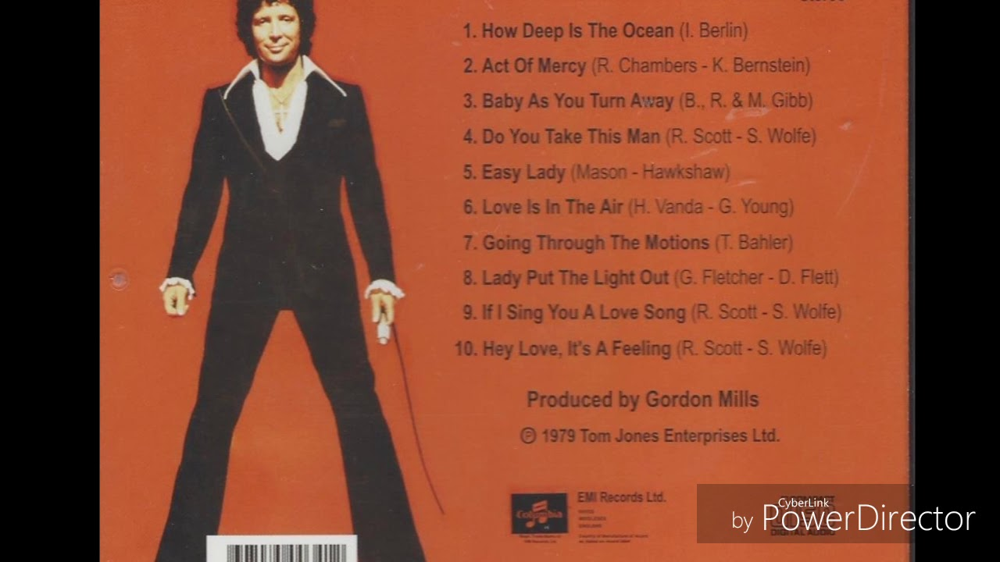 1. How Deep Is The Ocean (I. Berlin)
2. Act Of Mercy (R. Chambers - K. Bernstein)
3. Baby As You Turn Away (B., R. & M. Gibb)
4. Do You Take This Man (R. Scott - S. Wolfe)
5. Easy Lady (Mason - Hawkshaw)
6. Love Is In The Air (H. Vanda - G. Young)
7. Going Through The Motions (T. Bahler)
8. Lady Put The Light Out (G. Fletcher - D. Flett)
9. If I Sing You A Love Song (R. Scott - S. Wolfe)
10. Hey Love, It's A Feeling (R. Scott - S. Wolfe)
Produced by Gordon Mills
℗ 1979 Tom Jones Enterprises Ltd.
Columbia
EMI Records Ltd.
DIGITAL AUDIO
CyberLink
by PowerDirector